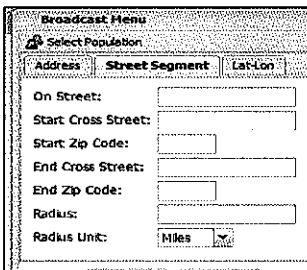 Broadcast Menu
Select Population
Address Street Segment Lat-Lon
On Street:
Start Cross Street:
Start Zip Code:
End Cross Street:
End Zip Code:
Radius:
Radius Unit: Miles